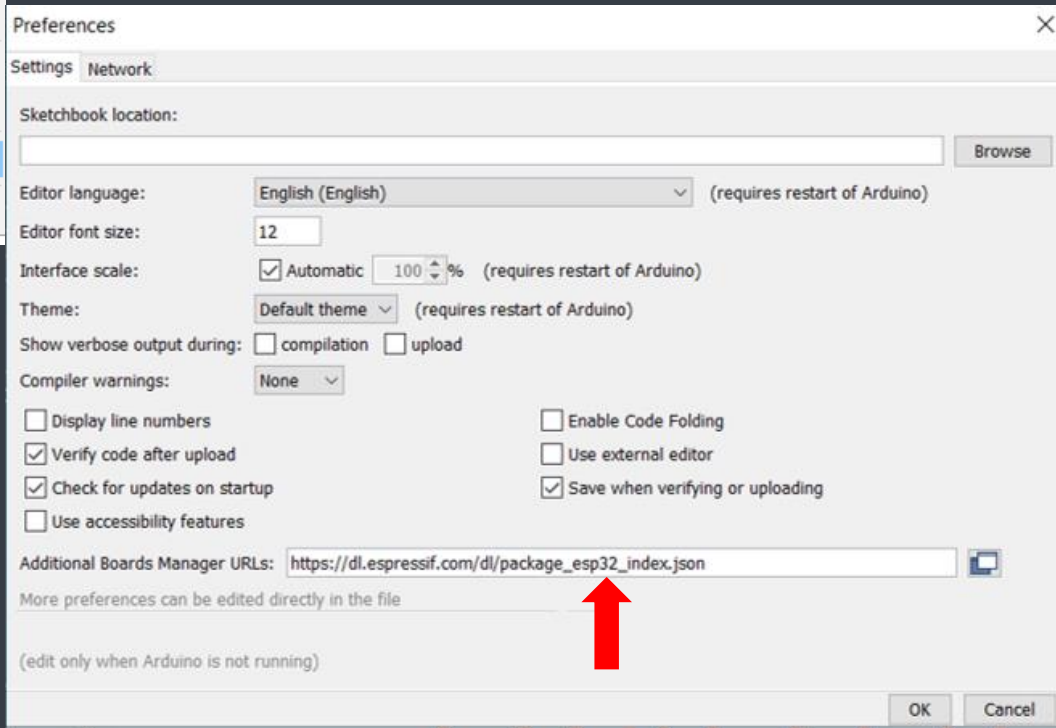 Preferences
Settings Network
Sketchbook location:
Browse
Editor language: English (English) (requires restart of Arduino)
Editor font size: 12
Interface scale: Automatic 100 % (requires restart of Arduino)
Theme: Default theme (requires restart of Arduino)
Show verbose output during: compilation upload
Compiler warnings: None
Display line numbers Enable Code Folding
Verify code after upload Use external editor
Check for updates on startup Save when verifying or uploading
Use accessibility features
Additional Boards Manager URLs: https://dl.espressif.com/dl/package_esp32_index.json
More preferences can be edited directly in the file
(edit only when Arduino is not running)
OK Cancel